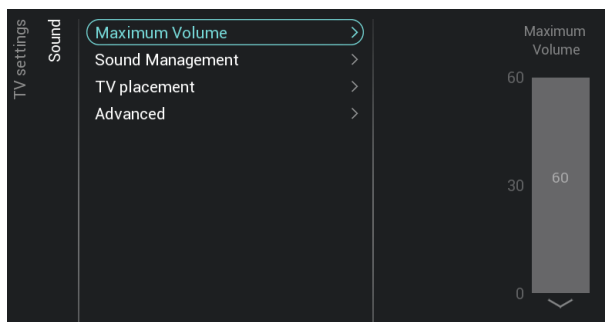 TV settings
Sound
Maximum Volume
Sound Management
TV placement
Advanced
Maximum
Volume
60
30
60
0